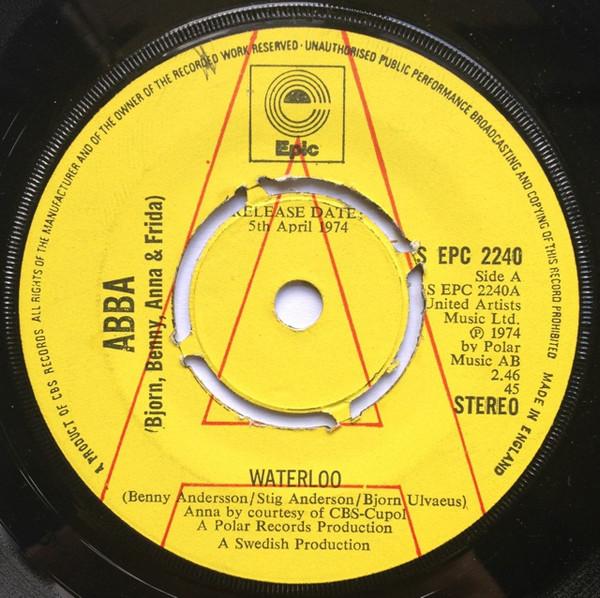 A PRODUCT OF CBS RECORDS ALL RIGHTS OF THE MANUFACTURER AND OF THE OWNER OF THE RECORDED WORK RESERVED · UNAUTHORISED PUBLIC PERFORMANCE BROADCASTING AND COPYING OF THIS RECORD PROHIBITED MADE IN ENGLAND
Epic
A
RELEASE DATE:
5th April 1974
ABBA
(Bjorn, Benny, Anna & Frida)
S EPC 2240
Side A
S EPC 2240A
United Artists
Music Ltd.
℗ 1974
by Polar
Music AB
2.46
45
STEREO
WATERLOO
(Benny Andersson/Stig Anderson/Bjorn Ulvaeus)
Anna by courtesy of CBS-Cupol
A Polar Records Production
A Swedish Production